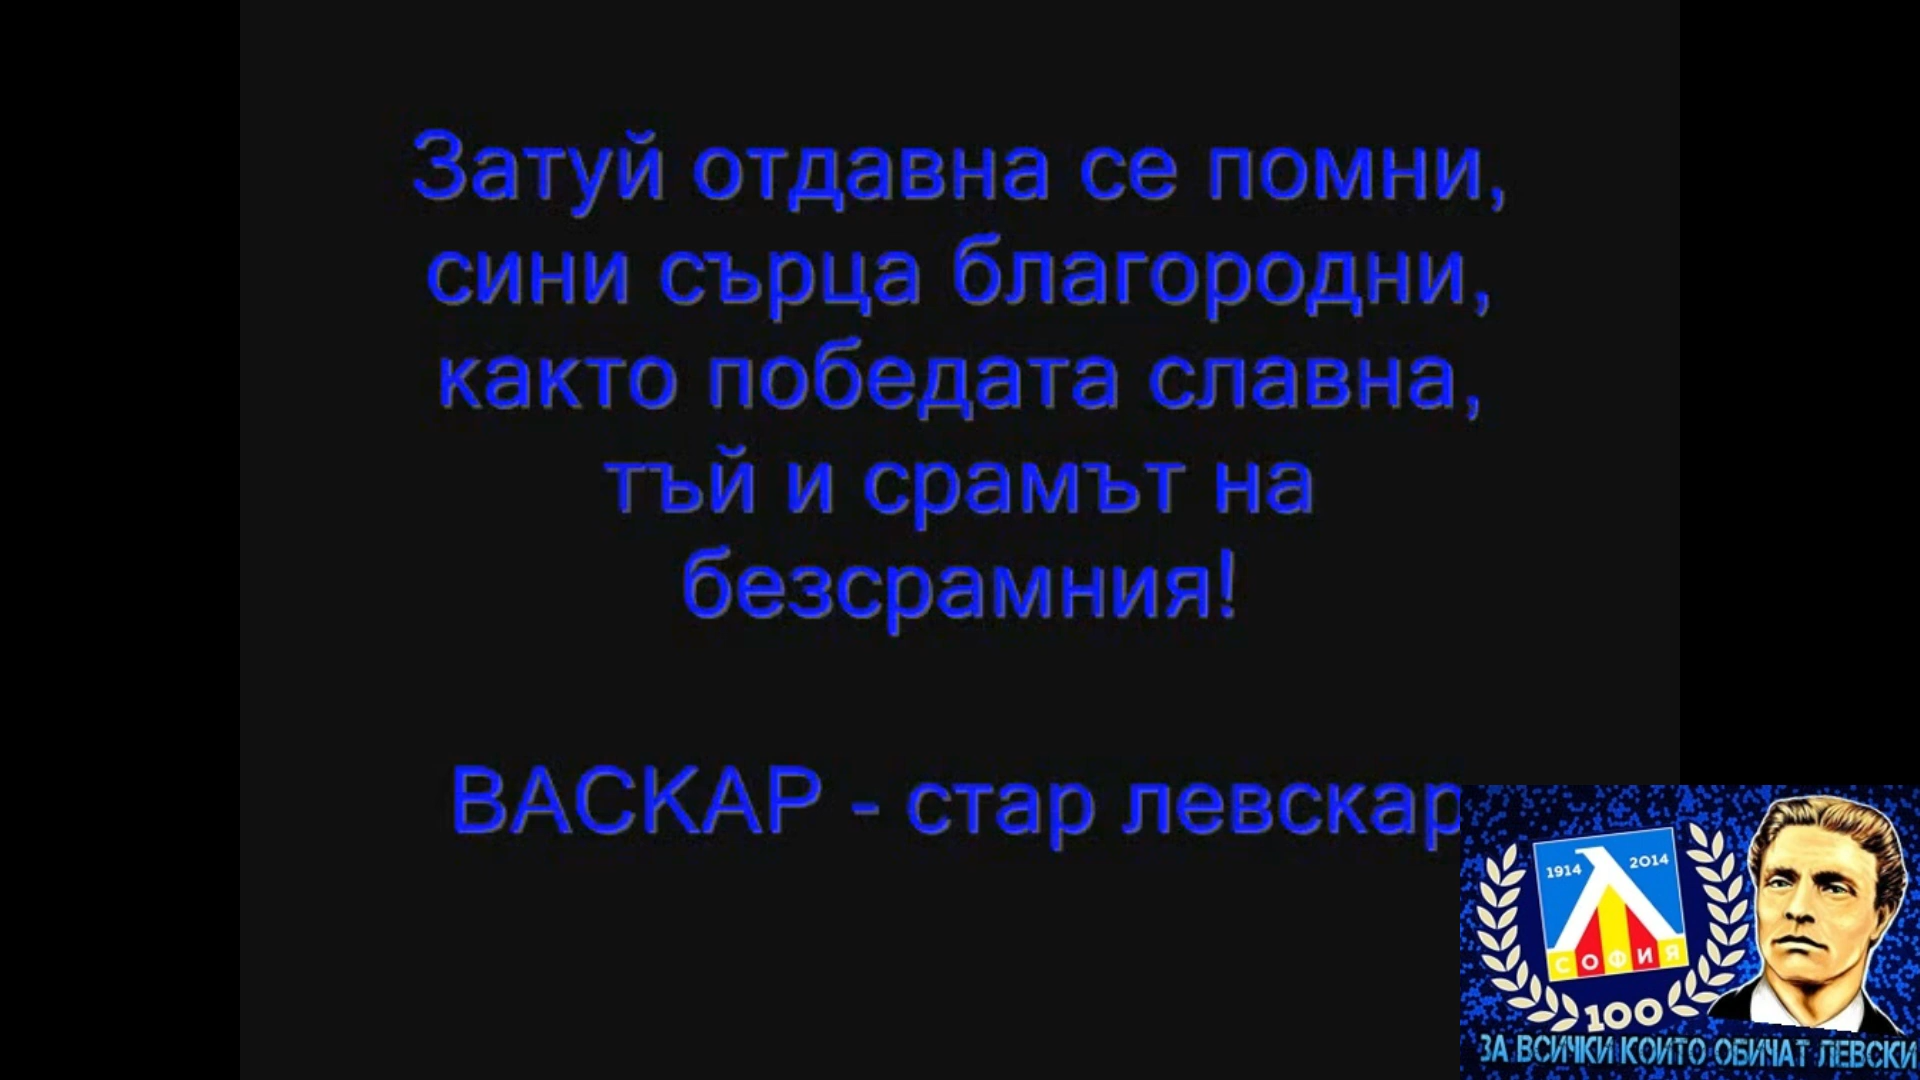 Затуй отдавна се помни,
сини сърца благородни,
както победата славна,
тъй и срамът на
безсрамния!
ВАСКАР - стар левскар
1914 2014
СОФИЯ
100
ЗА ВСИЧКИ КОИТО ОБИЧАТ ЛЕВСКИ